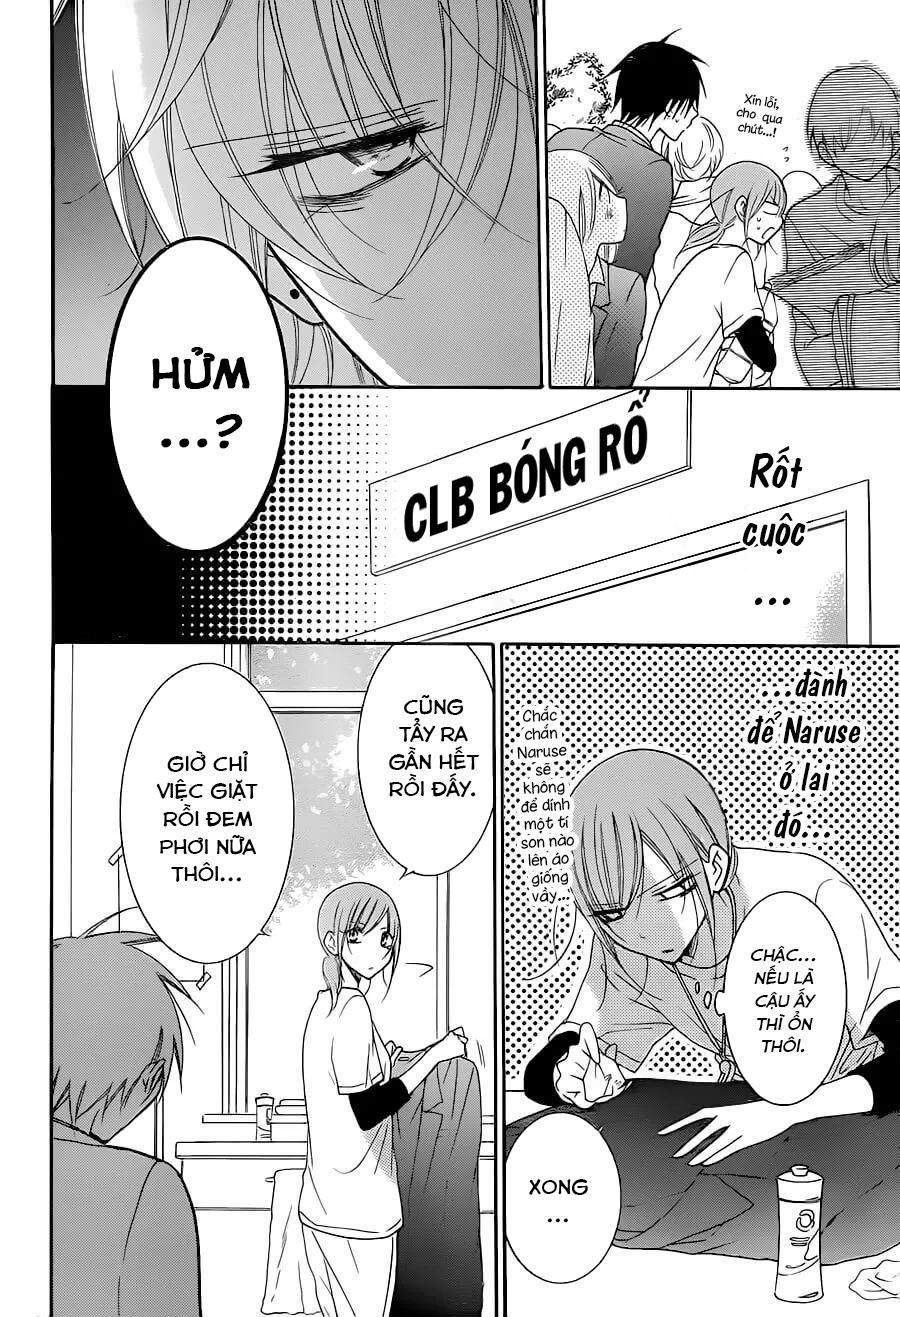 Xin lỗi,
cho qua
chút...!
HỬM
...?
CLB BÓNG RỔ
Rốt
cuộc
...
...đành
để Naruse
ở lại
đó...
Chắc
chắn
Naruse
sẽ
không
để dính
một tí
son nào
lên áo
giống
vầy...
CHẬC...
NẾU LÀ
CẬU ẤY
THÌ ỔN
THÔI.
XONG
...
CŨNG
TẨY RA
GẦN HẾT
RỒI ĐẤY.
GIỜ CHỈ
VIỆC GIẶT
RỒI ĐEM
PHƠI NỮA
THÔI...